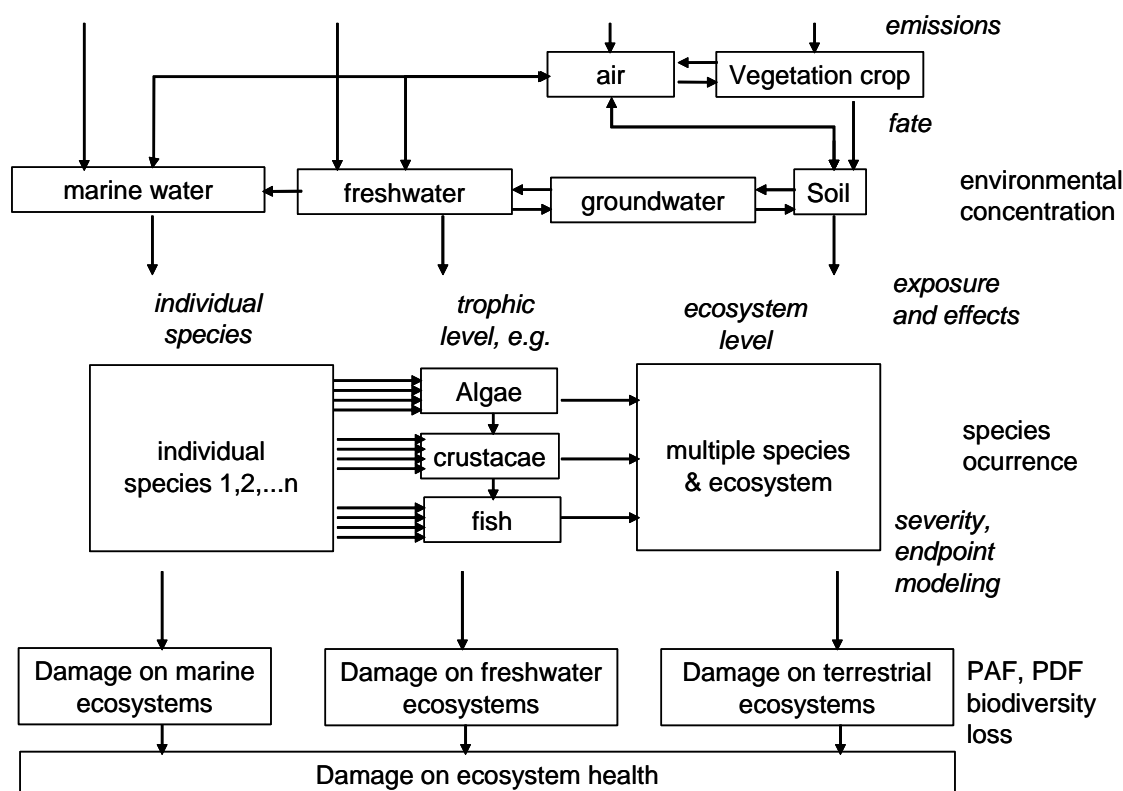 emissions
air
Vegetation crop
fate
marine water
freshwater
groundwater
Soil
environmental
concentration
individual
species
trophic
level, e.g.
ecosystem
level
exposure
and effects
individual
species 1,2,...n
Algae
crustacae
fish
multiple species
& ecosystem
species
ocurrence
severity,
endpoint
modeling
Damage on marine
ecosystems
Damage on freshwater
ecosystems
Damage on terrestrial
ecosystems
PAF, PDF
biodiversity
loss
Damage on ecosystem health